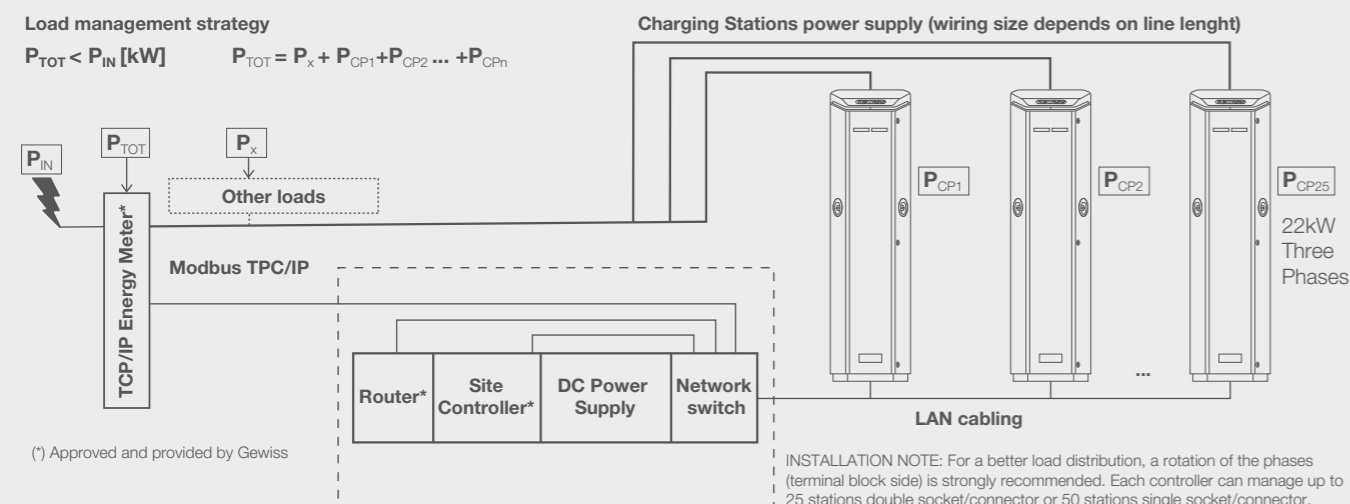 Load management strategy
Charging Stations power supply (wiring size depends on line lenght)
PTOT < PIN [kW]
PTOT = Px + PCP1+PCP2 ... +PCPn
PIN
PTOT
Px
Other loads
TCP/IP Energy Meter*
Modbus TPC/IP
GEWISS
GEWISS
GEWISS
PCP1
PCP2
PCP25
22kW
Three
Phases
...
Router*
Site
Controller*
DC Power
Supply
Network
switch
LAN cabling
(*) Approved and provided by Gewiss
INSTALLATION NOTE: For a better load distribution, a rotation of the phases
(terminal block side) is strongly recommended. Each controller can manage up to
25 stations double socket/connector or 50 stations single socket/connector.